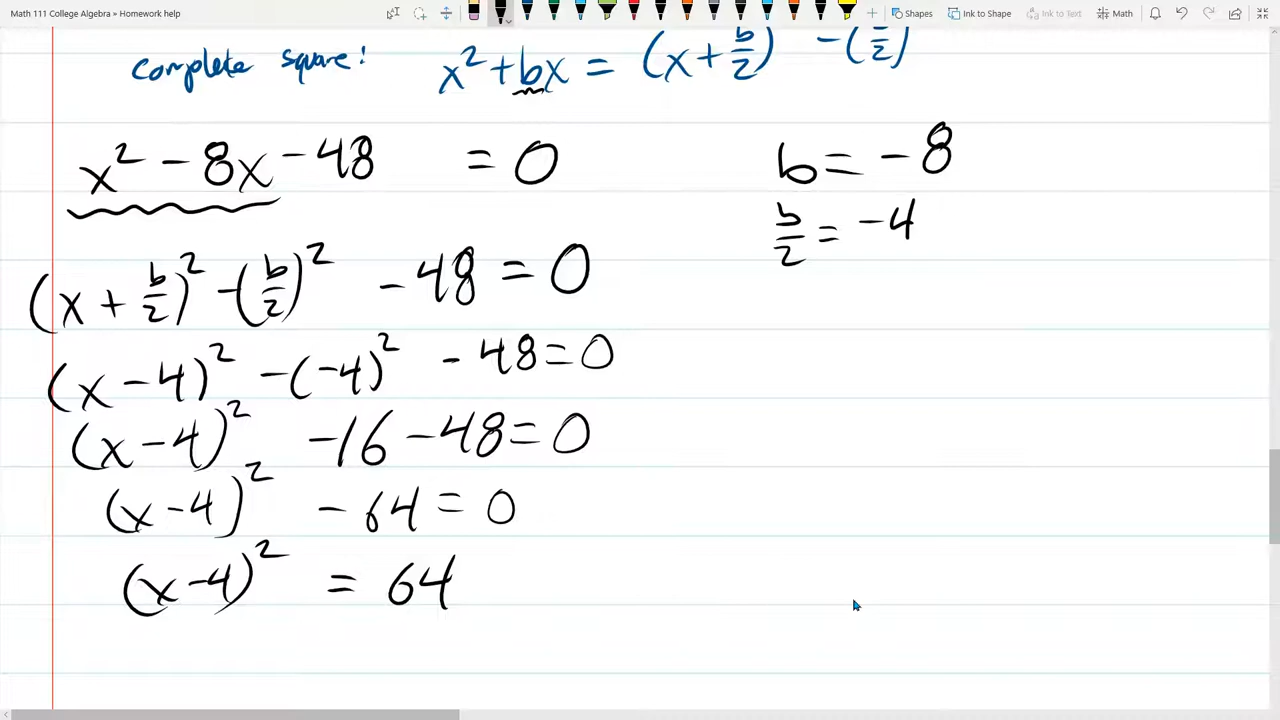 Math 111 College Algebra » Homework help
Shapes Ink to Shape Ink to Text Math
complete square! x² + bx = (x + b/2) - (b/2)
x² - 8x - 48 = 0
b = -8
b/2 = -4
(x + b/2)² - (b/2)² - 48 = 0
(x - 4)² - (-4)² - 48 = 0
(x - 4)² - 16 - 48 = 0
(x - 4)² - 64 = 0
(x - 4)² = 64